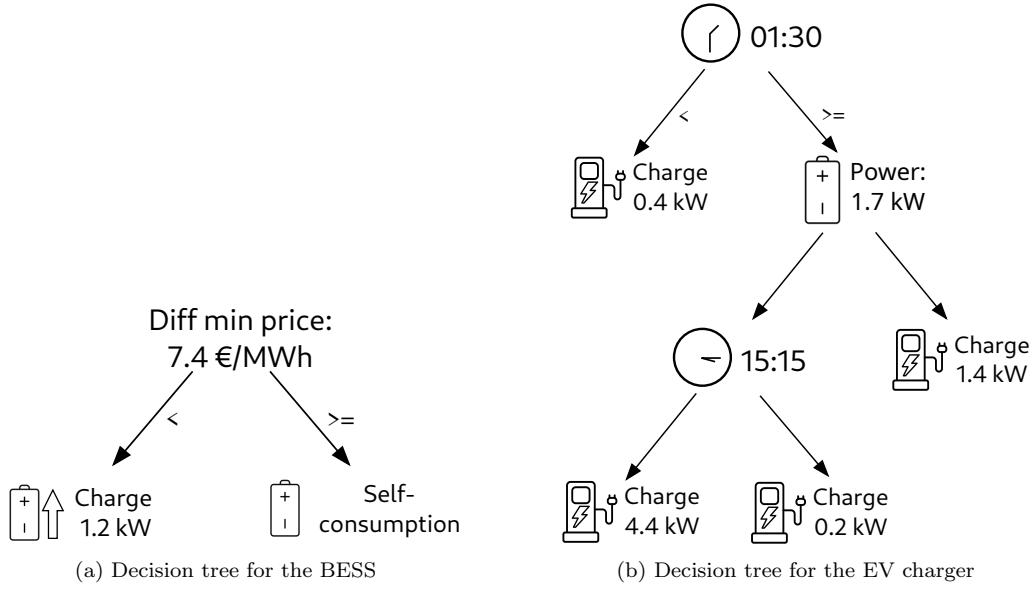 Diff min price:
7.4 €/MWh
<
>=
Charge
1.2 kW
Self-
consumption
(a) Decision tree for the BESS
01:30
<
>=
Charge
0.4 kW
Power:
1.7 kW
15:15
Charge
1.4 kW
Charge
4.4 kW
Charge
0.2 kW
(b) Decision tree for the EV charger